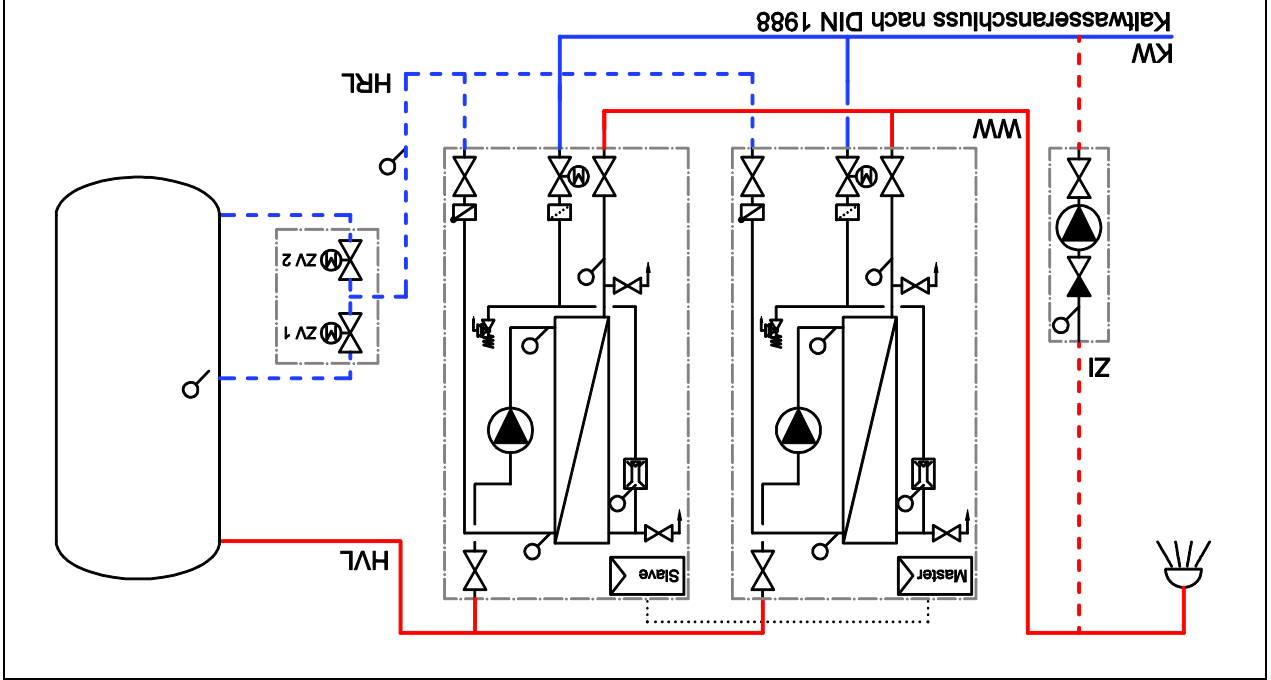 Master
Slave
HVL
ZI
M ZV 1
M ZV 2
M
M
WW
HRL
KW
Kaltwasseranschluss nach DIN 1988